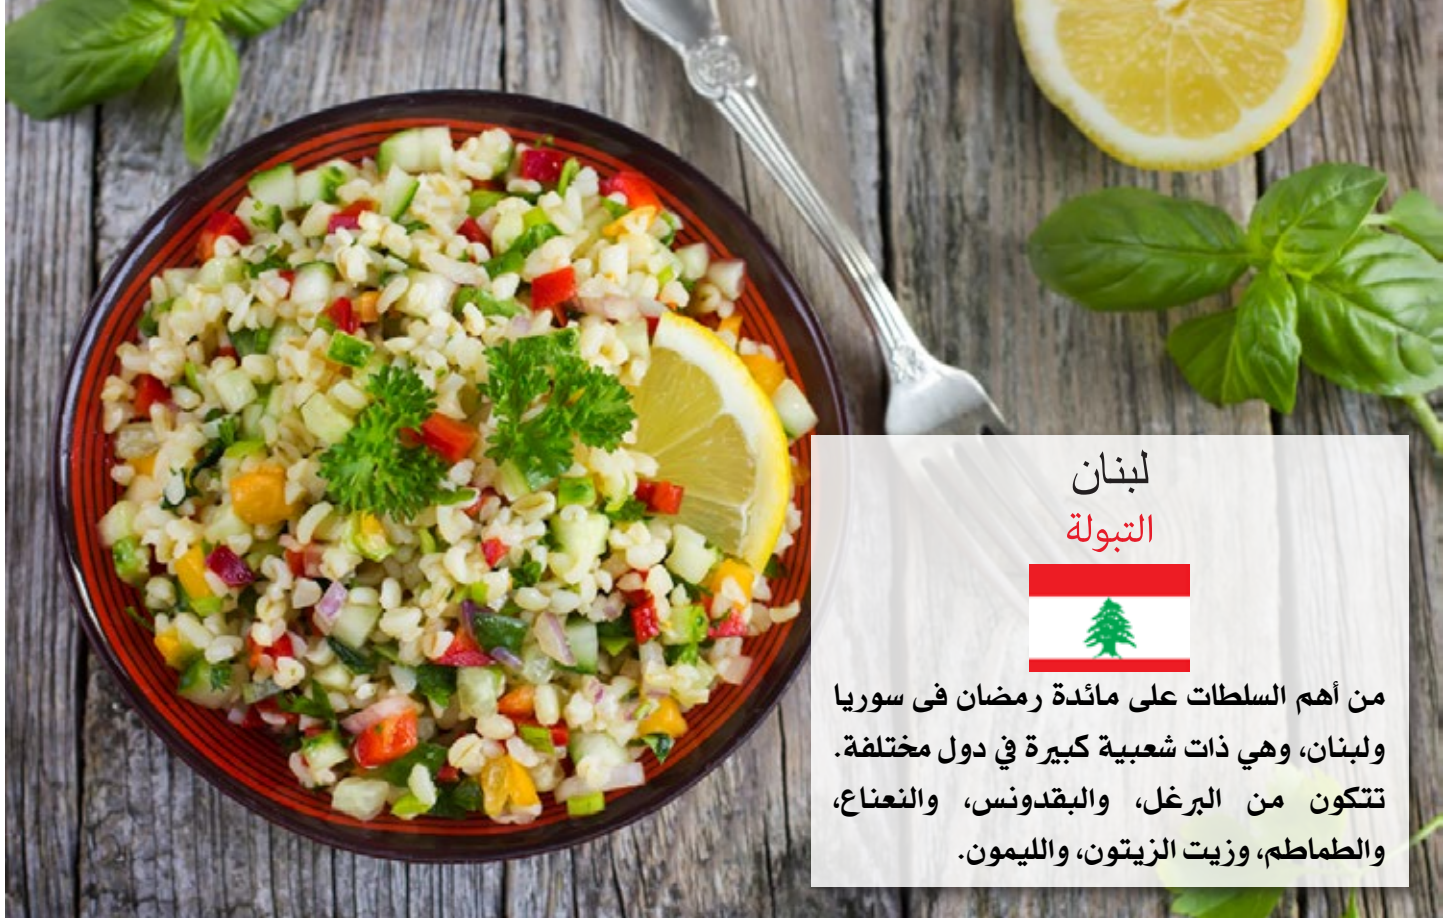 لبنان
التبولة
من أهم السلطات على مائدة رمضان فى سوريا
ولبنان، وهي ذات شعبية كبيرة في دول مختلفة.
تتكون من البرغل، والبقدونس، والنعناع،
والطماطم، وزيت الزيتون، والليمون.